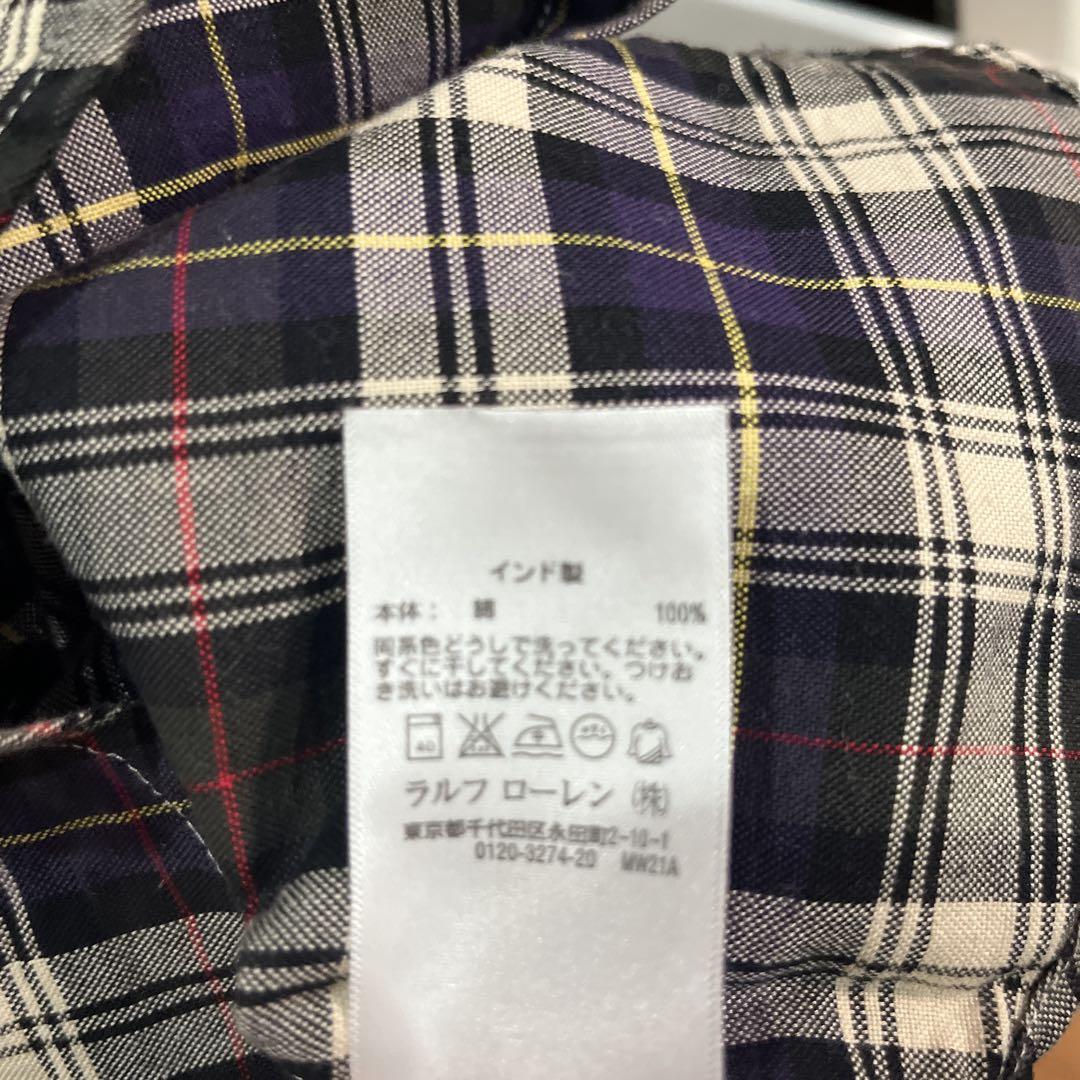 インド製
本体： 綿 100%
同系色どうしで洗ってください。
すぐに干してください。つけお
き洗いはお避けください。
40
ラルフ ローレン (株)
東京都千代田区永田町2-10-1
0120-3274-20 MW21A